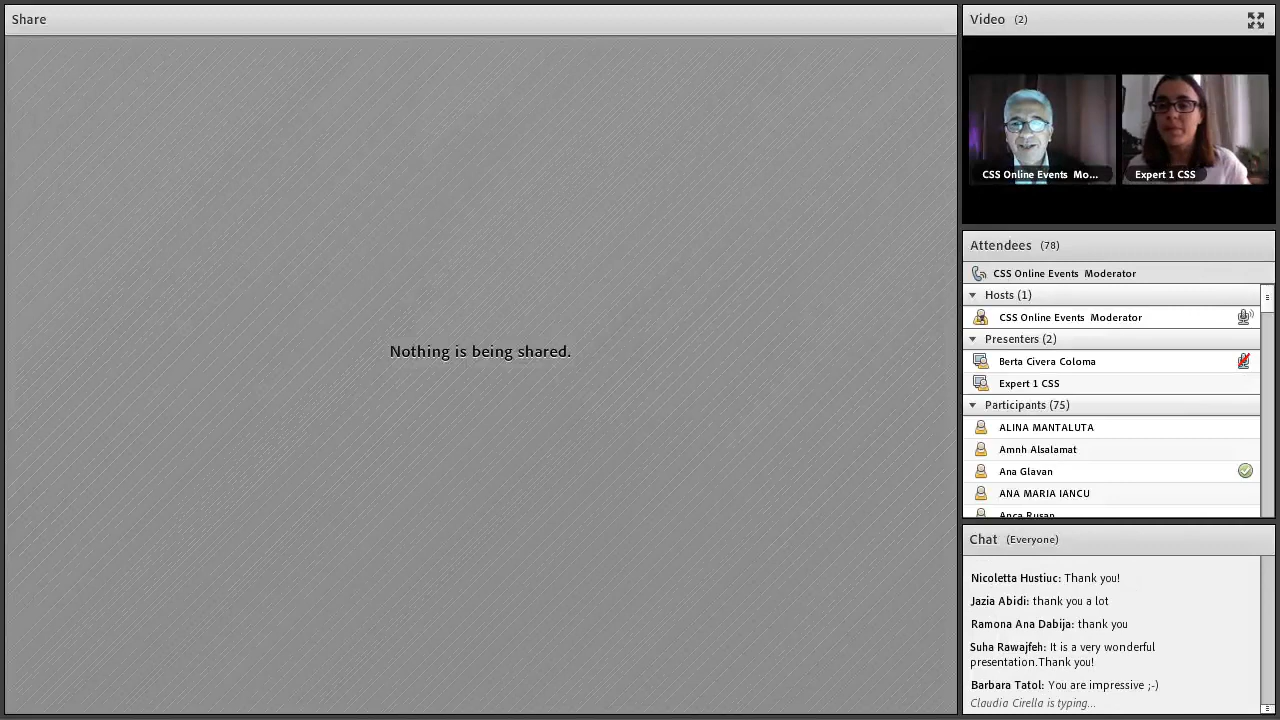 Share
Nothing is being shared.
Video (2)
CSS Online Events Mo...
Expert 1 CSS
Attendees (78)
CSS Online Events Moderator
Hosts (1)
CSS Online Events Moderator
Presenters (2)
Berta Civera Coloma
Expert 1 CSS
Participants (75)
ALINA MANTALUTA
Amnh Alsalamat
Ana Glavan
ANA MARIA IANCU
Anca Rusan
Chat (Everyone)
Nicoletta Hustiuc: Thank you!
Jazia Abidi: thank you a lot
Ramona Ana Dabija: thank you
Suha Rawajfeh: It is a very wonderful
presentation.Thank you!
Barbara Tatol: You are impressive ;-)
Claudia Cirella is typing...